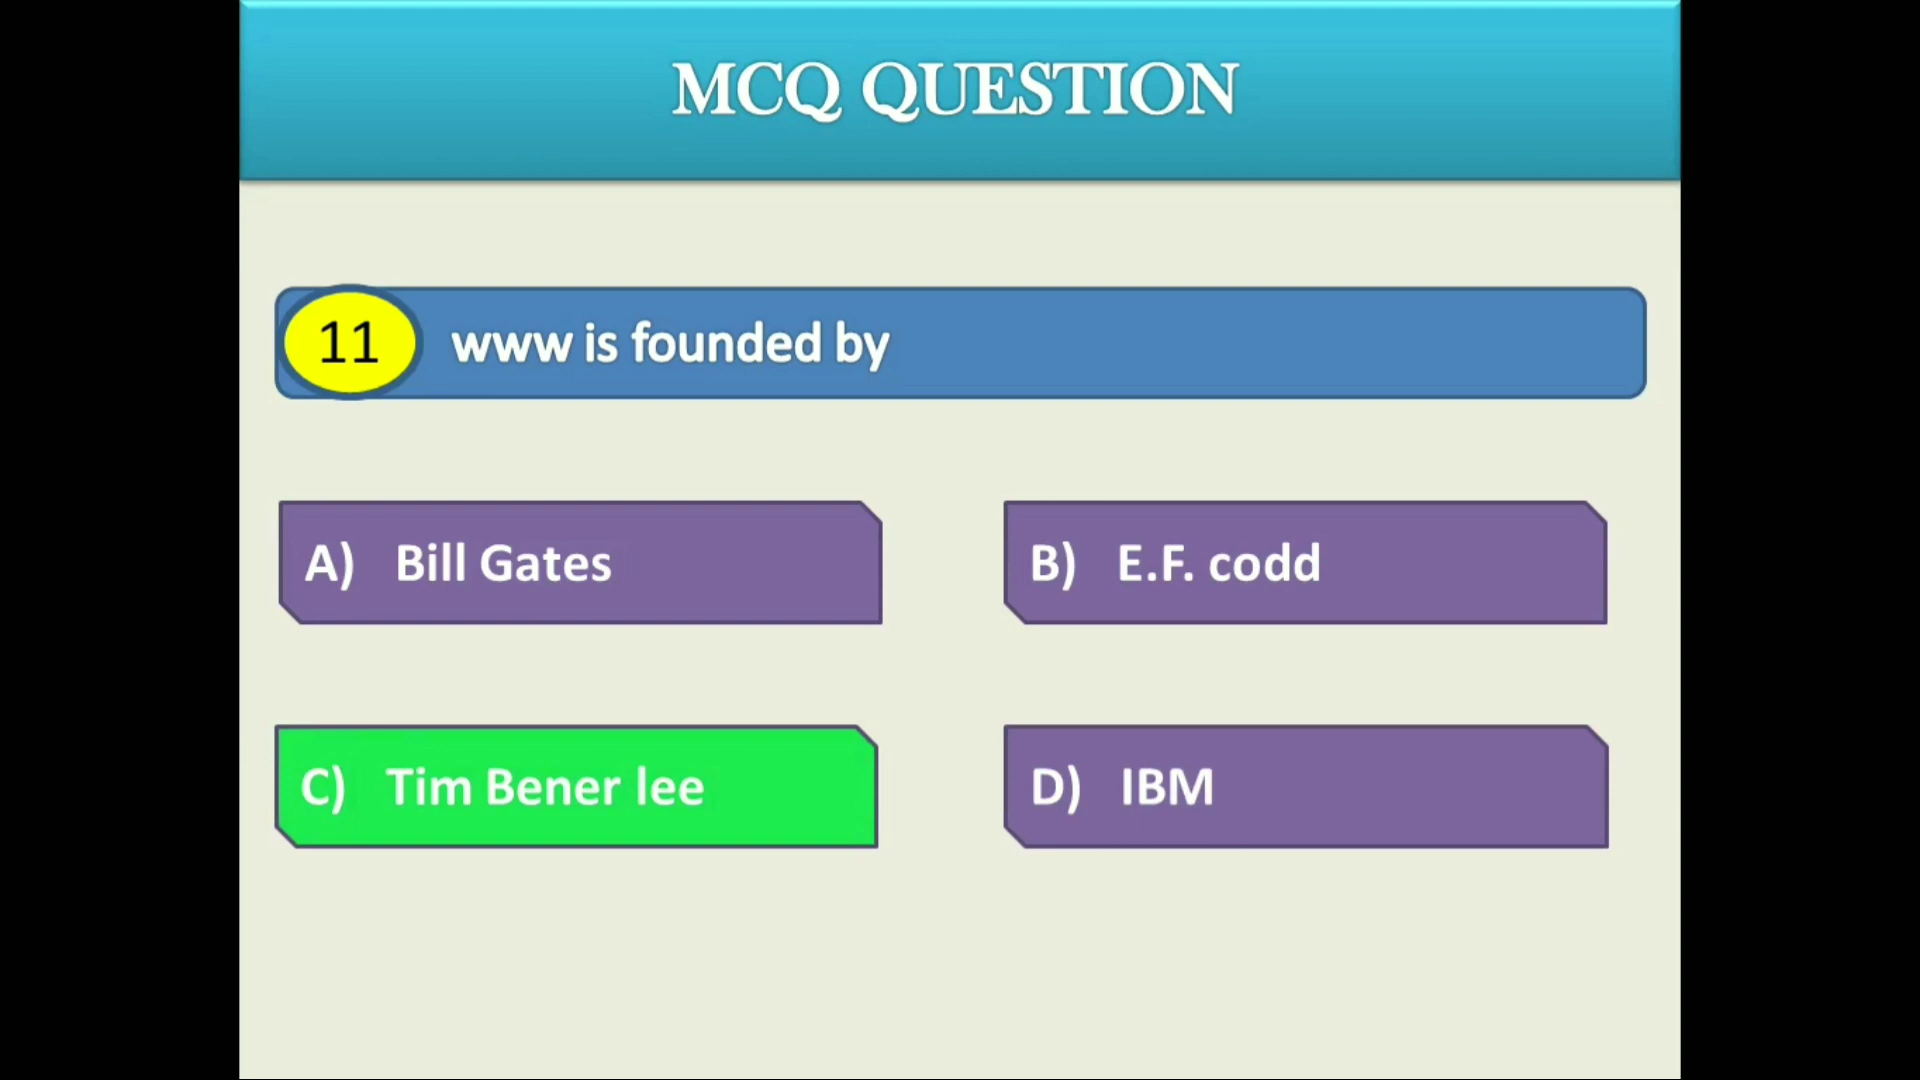 MCQ QUESTION
11 www is founded by
A) Bill Gates
B) E.F. codd
C) Tim Bener lee
D) IBM